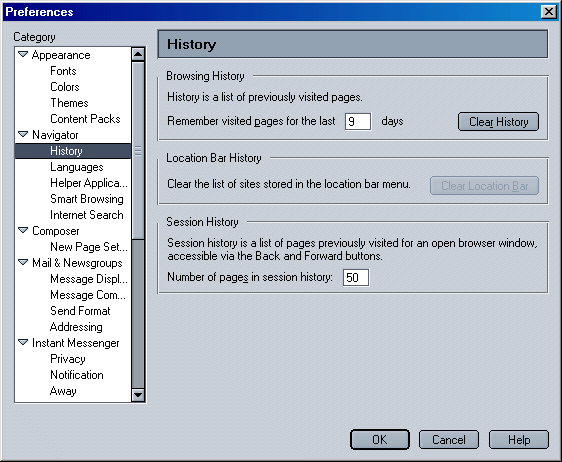 Preferences
Category
Appearance
Fonts
Colors
Themes
Content Packs
Navigator
History
Languages
Helper Applica...
Smart Browsing
Internet Search
Composer
New Page Set...
Mail & Newsgroups
Message Displ...
Message Com...
Send Format
Addressing
Instant Messenger
Privacy
Notification
Away
History
Browsing History
History is a list of previously visited pages.
Remember visited pages for the last 9 days Clear History
Location Bar History
Clear the list of sites stored in the location bar menu. Clear Location Bar
Session History
Session history is a list of pages previously visited for an open browser window,
accessible via the Back and Forward buttons.
Number of pages in session history: 50
OK Cancel Help